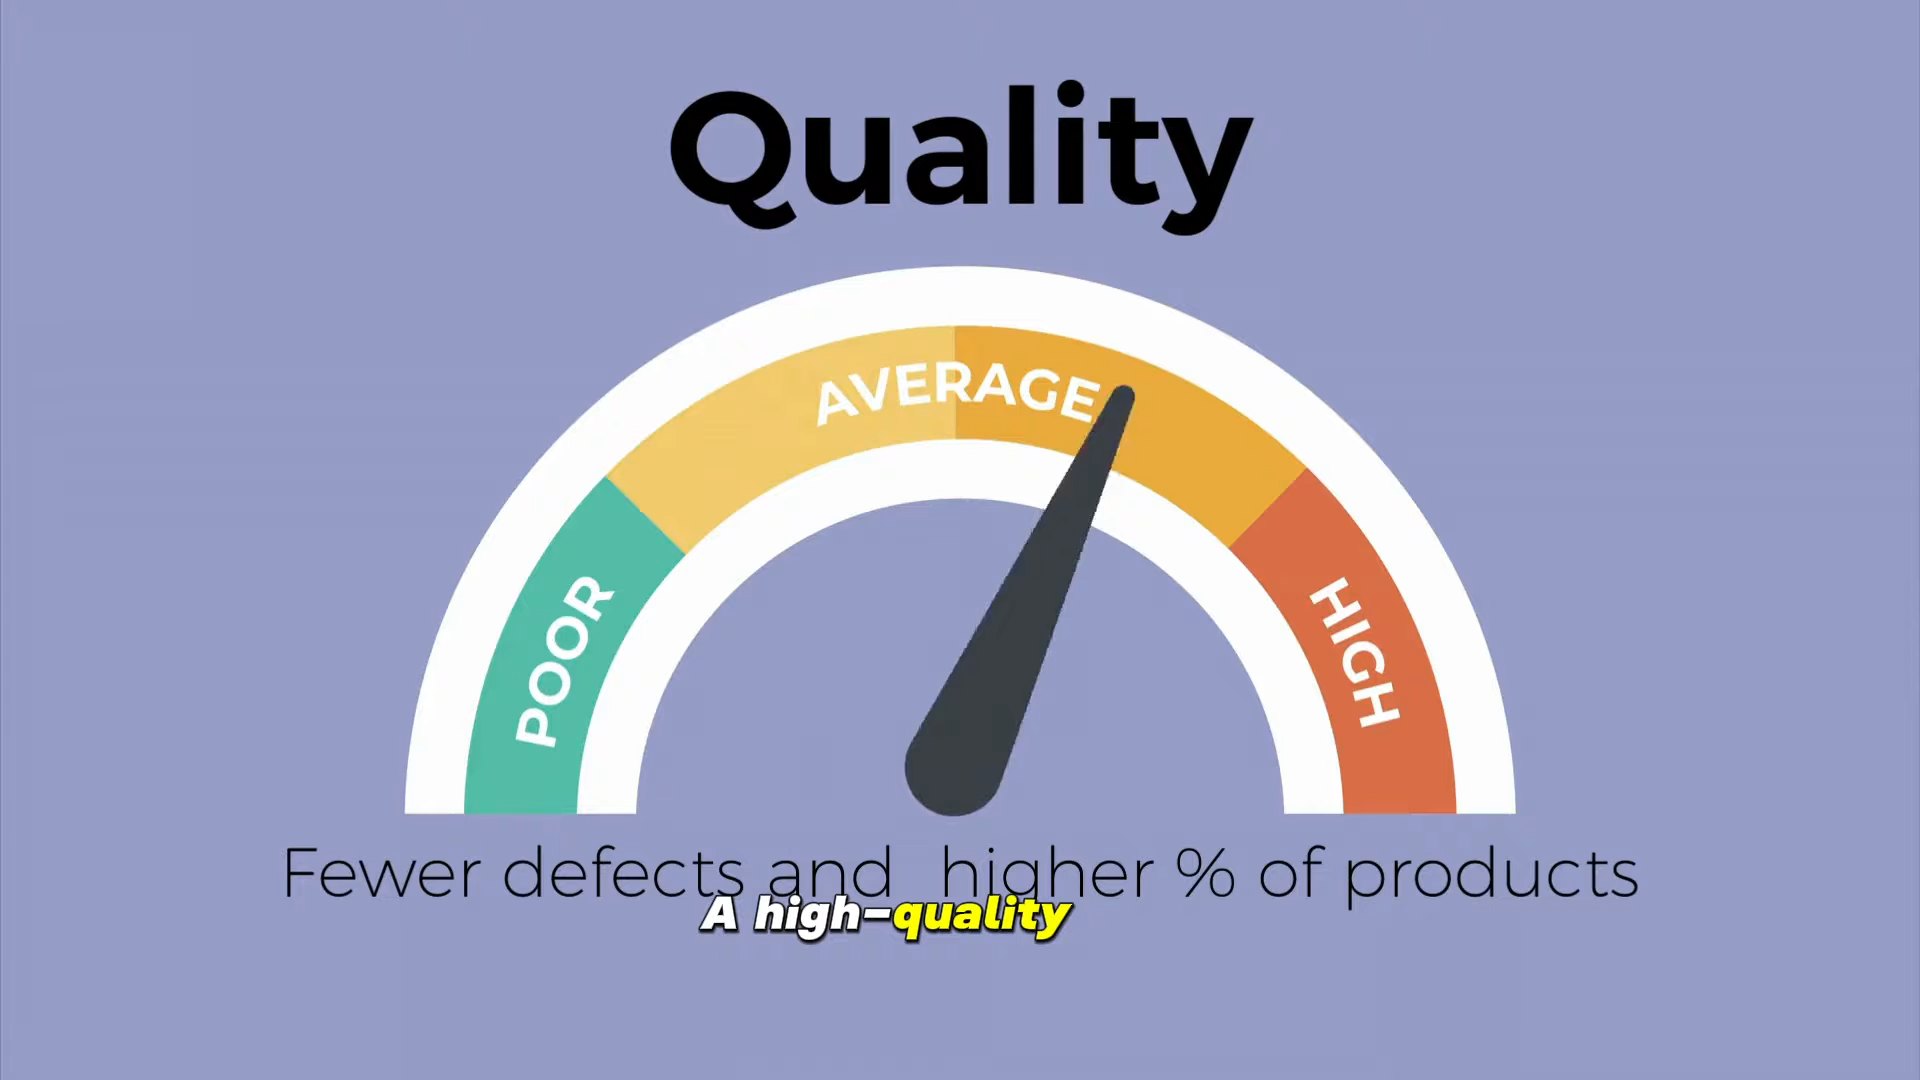 Quality
AVERAGE
POOR
HIGH
Fewer defects and higher % of products
A high-quality